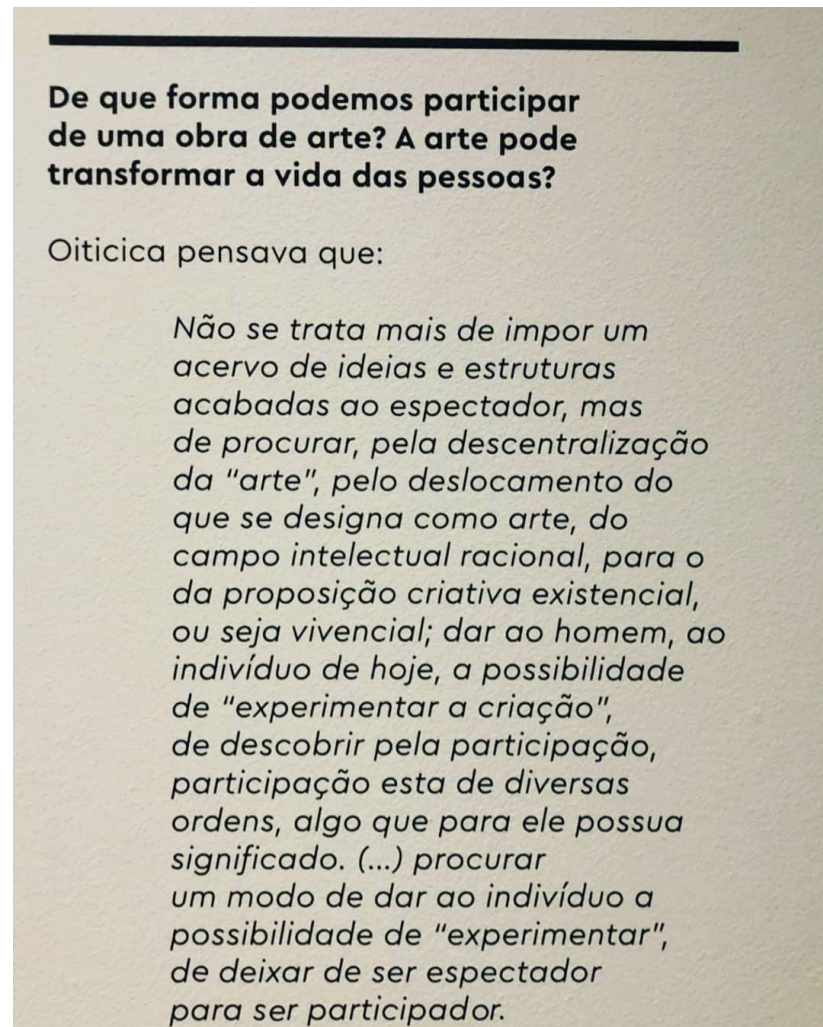 De que forma podemos participar
de uma obra de arte? A arte pode
transformar a vida das pessoas?
Oiticica pensava que:
Não se trata mais de impor um
acervo de ideias e estruturas
acabadas ao espectador, mas
de procurar, pela descentralização
da "arte", pelo deslocamento do
que se designa como arte, do
campo intelectual racional, para o
da proposição criativa existencial,
ou seja vivencial; dar ao homem, ao
indivíduo de hoje, a possibilidade
de "experimentar a criação",
de descobrir pela participação,
participação esta de diversas
ordens, algo que para ele possua
significado. (...) procurar
um modo de dar ao indivíduo a
possibilidade de "experimentar",
de deixar de ser espectador
para ser participador.